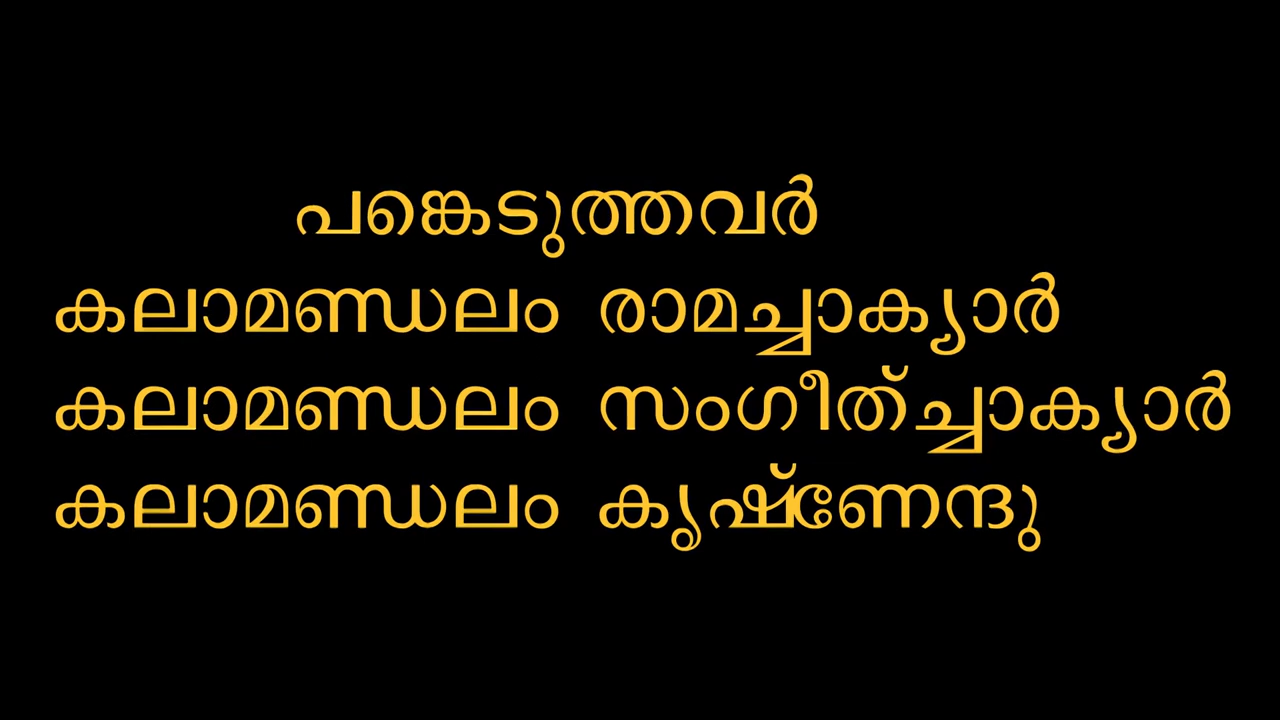 പങ്കെടുത്തവർ
കലാമണ്ഡലം രാമച്ചാക്യാർ
കലാമണ്ഡലം സംഗീത്ച്ചാക്യാർ
കലാമണ്ഡലം കൃഷ്ണേന്ദു